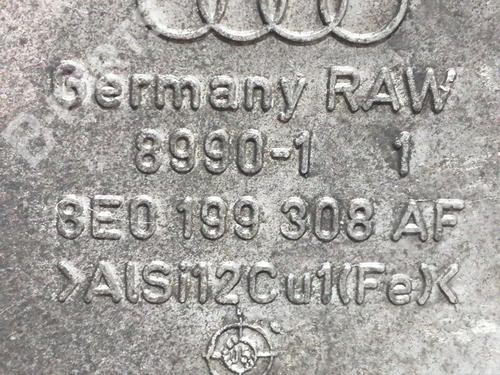 Germany RAW
8990-1 1
8E0 199 308 AF
>AlSi12Cu1(Fe)<